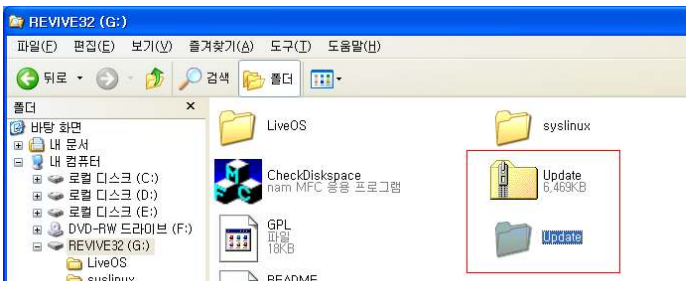 REVIVE32 (G:)
파일(F) 편집(E) 보기(V) 즐겨찾기(A) 도구(T) 도움말(H)
뒤로 검색 폴더
폴더 ×
바탕 화면
내 문서
내 컴퓨터
로컬 디스크 (C:)
로컬 디스크 (D:)
로컬 디스크 (E:)
DVD-RW 드라이브 (F:)
REVIVE32 (G:)
LiveOS
syslinux
LiveOS
syslinux
CheckDiskspace
nam MFC 응용 프로그램
Update
6,469KB
GPL
파일
18KB
Update
README